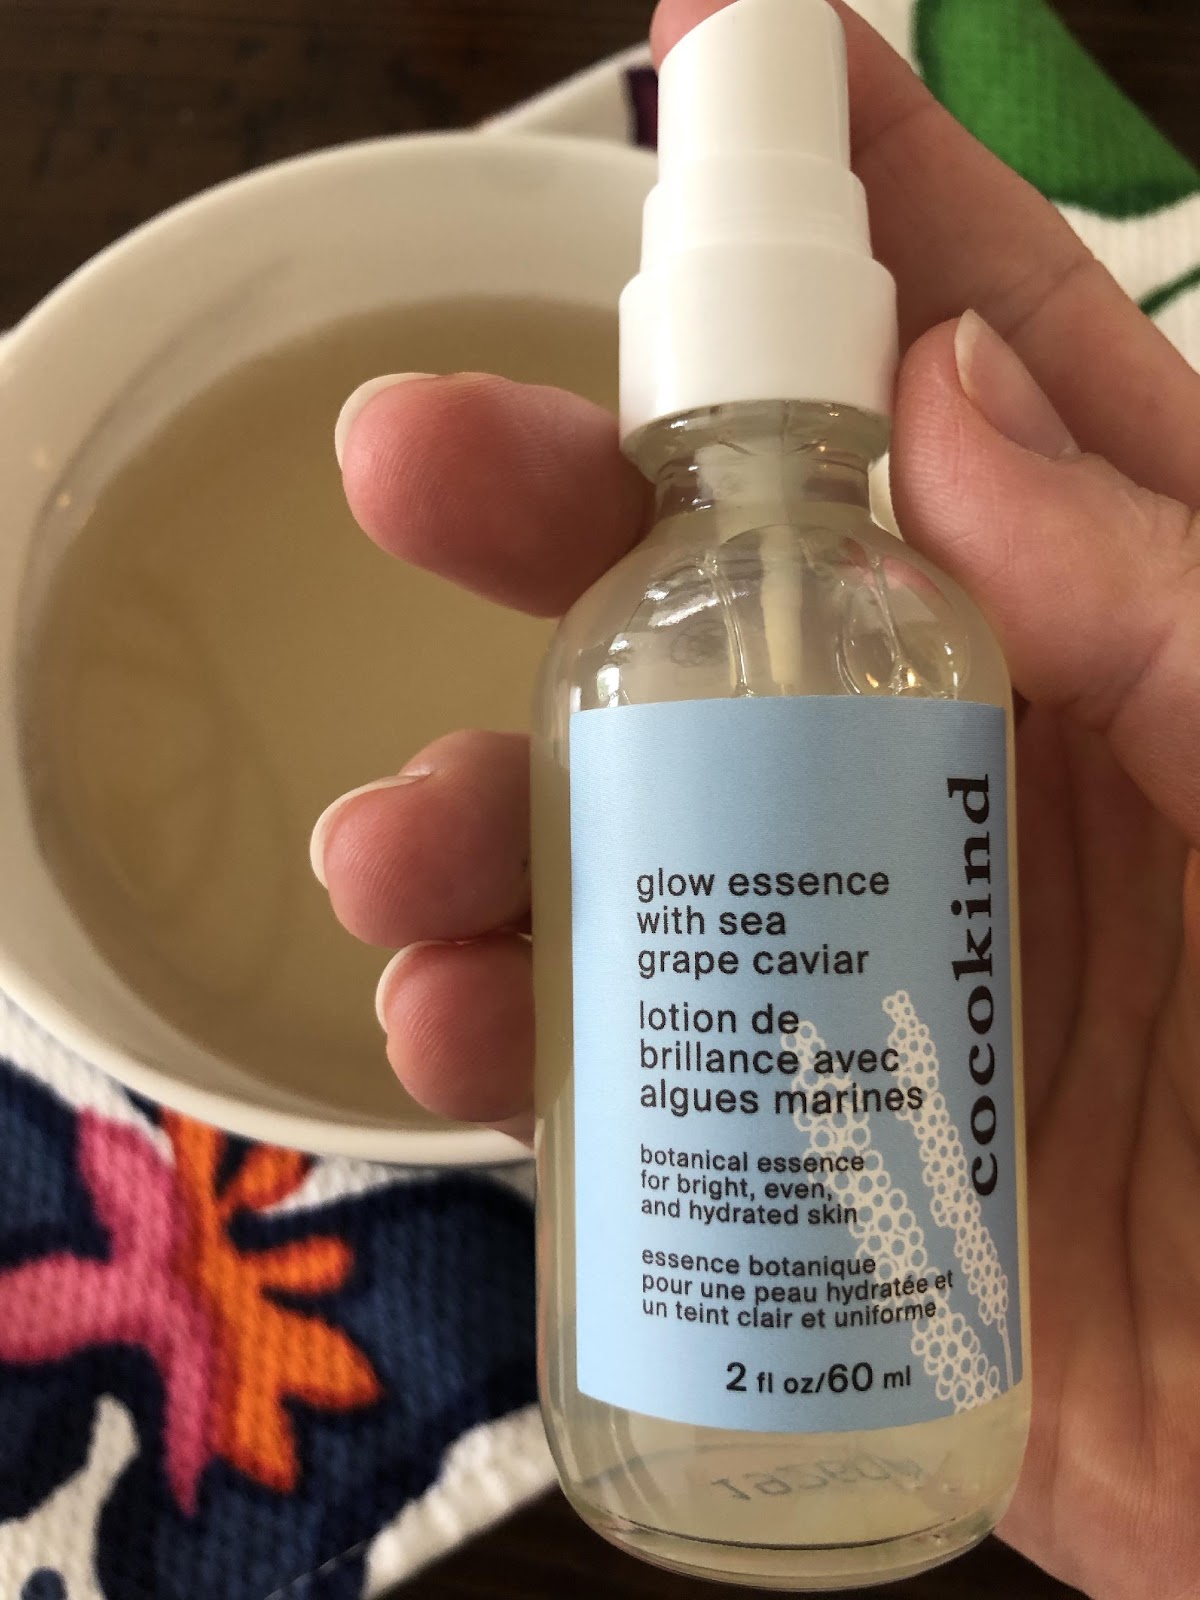 glow essence
with sea
grape caviar
lotion de
brillance avec
algues marines
botanical essence
for bright, even,
and hydrated skin
essence botanique
pour une peau hydratée et
un teint clair et uniforme
2 fl oz/60 ml
cocokind